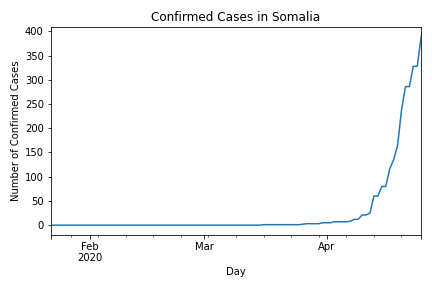 Confirmed Cases in Somalia
Number of Confirmed Cases
400
350
300
250
200
150
100
50
0
Feb
2020
Mar
Apr
Day